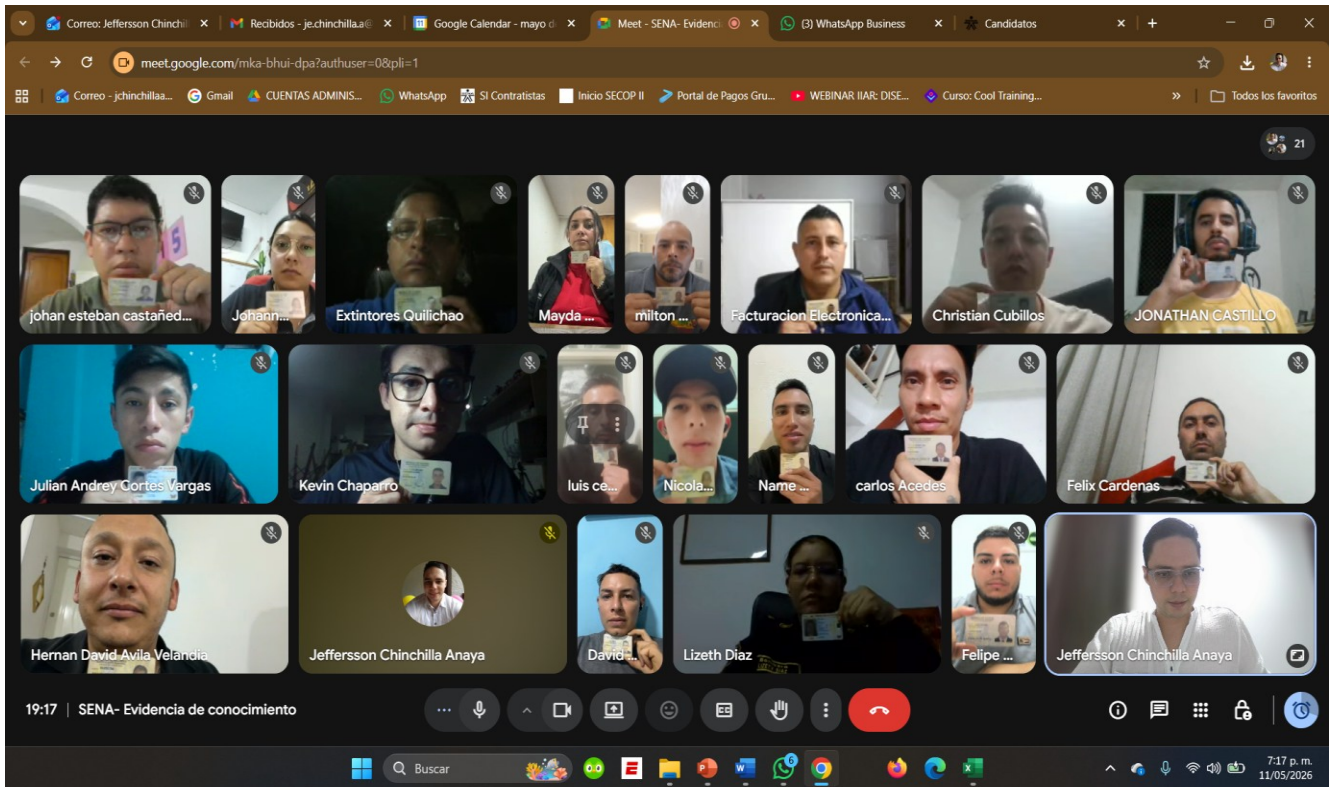 Correo: Jeffersson Chinchil
Recibidos - je.chinchilla.a@
Google Calendar - mayo d
Meet - SENA- Evidenci
(3) WhatsApp Business
Candidatos
meet.google.com/mka-bhui-dpa?authuser=0&pli=1
Correo - jchinchillaa...
Gmail
CUENTAS ADMINIS...
WhatsApp
SI Contratistas
Inicio SECOP II
Portal de Pagos Gru...
WEBINAR IIAR: DISE...
Curso: Cool Training...
»
Todos los favoritos
21
johan esteban castañed...
Johann...
Extintores Quilichao
Mayda ...
milton ...
Facturacion Electronica...
Christian Cubillos
JONATHAN CASTILLO
Julian Andrey Cortes Vargas
Kevin Chaparro
luis ce...
Nicola...
Name ...
carlos Acedes
Felix Cardenas
Hernan David Avila Velandia
Jeffersson Chinchilla Anaya
David ...
Lizeth Diaz
Felipe ...
Jeffersson Chinchilla Anaya
19:17 | SENA- Evidencia de conocimiento
Buscar
6
7:17 p. m.
11/05/2026